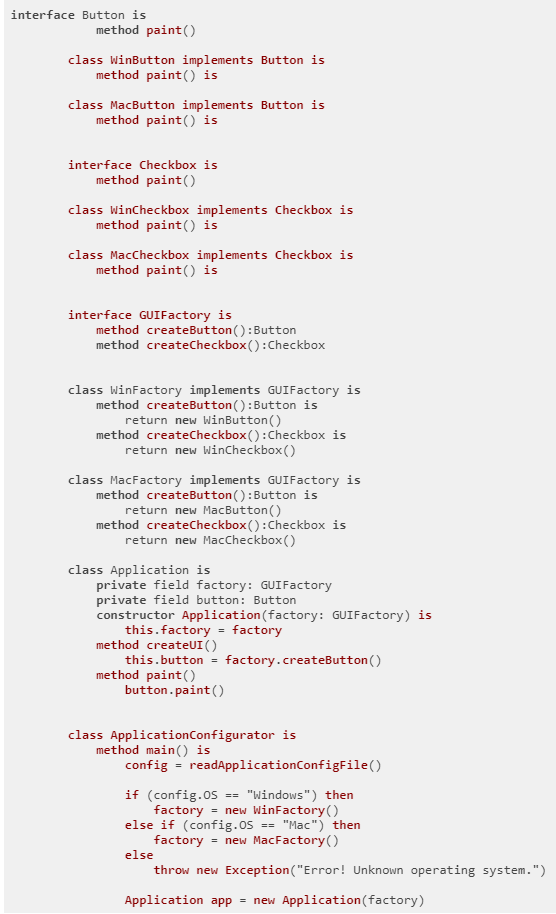 interface Button is
method paint()
class WinButton implements Button is
method paint() is
class MacButton implements Button is
method paint() is
interface Checkbox is
method paint()
class WinCheckbox implements Checkbox is
method paint() is
class MacCheckbox implements Checkbox is
method paint() is
interface GUIFactory is
method createButton():Button
method createCheckbox():Checkbox
class WinFactory implements GUIFactory is
method createButton():Button is
return new WinButton()
method createCheckbox():Checkbox is
return new WinCheckbox()
class MacFactory implements GUIFactory is
method createButton():Button is
return new MacButton()
method createCheckbox():Checkbox is
return new MacCheckbox()
class Application is
private field factory: GUIFactory
private field button: Button
constructor Application(factory: GUIFactory) is
this.factory = factory
method createUI()
this.button = factory.createButton()
method paint()
button.paint()
class ApplicationConfigurator is
method main() is
config = readApplicationConfigFile()
if (config.OS == "Windows") then
factory = new WinFactory()
else if (config.OS == "Mac") then
factory = new MacFactory()
else
throw new Exception("Error! Unknown operating system.")
Application app = new Application(factory)